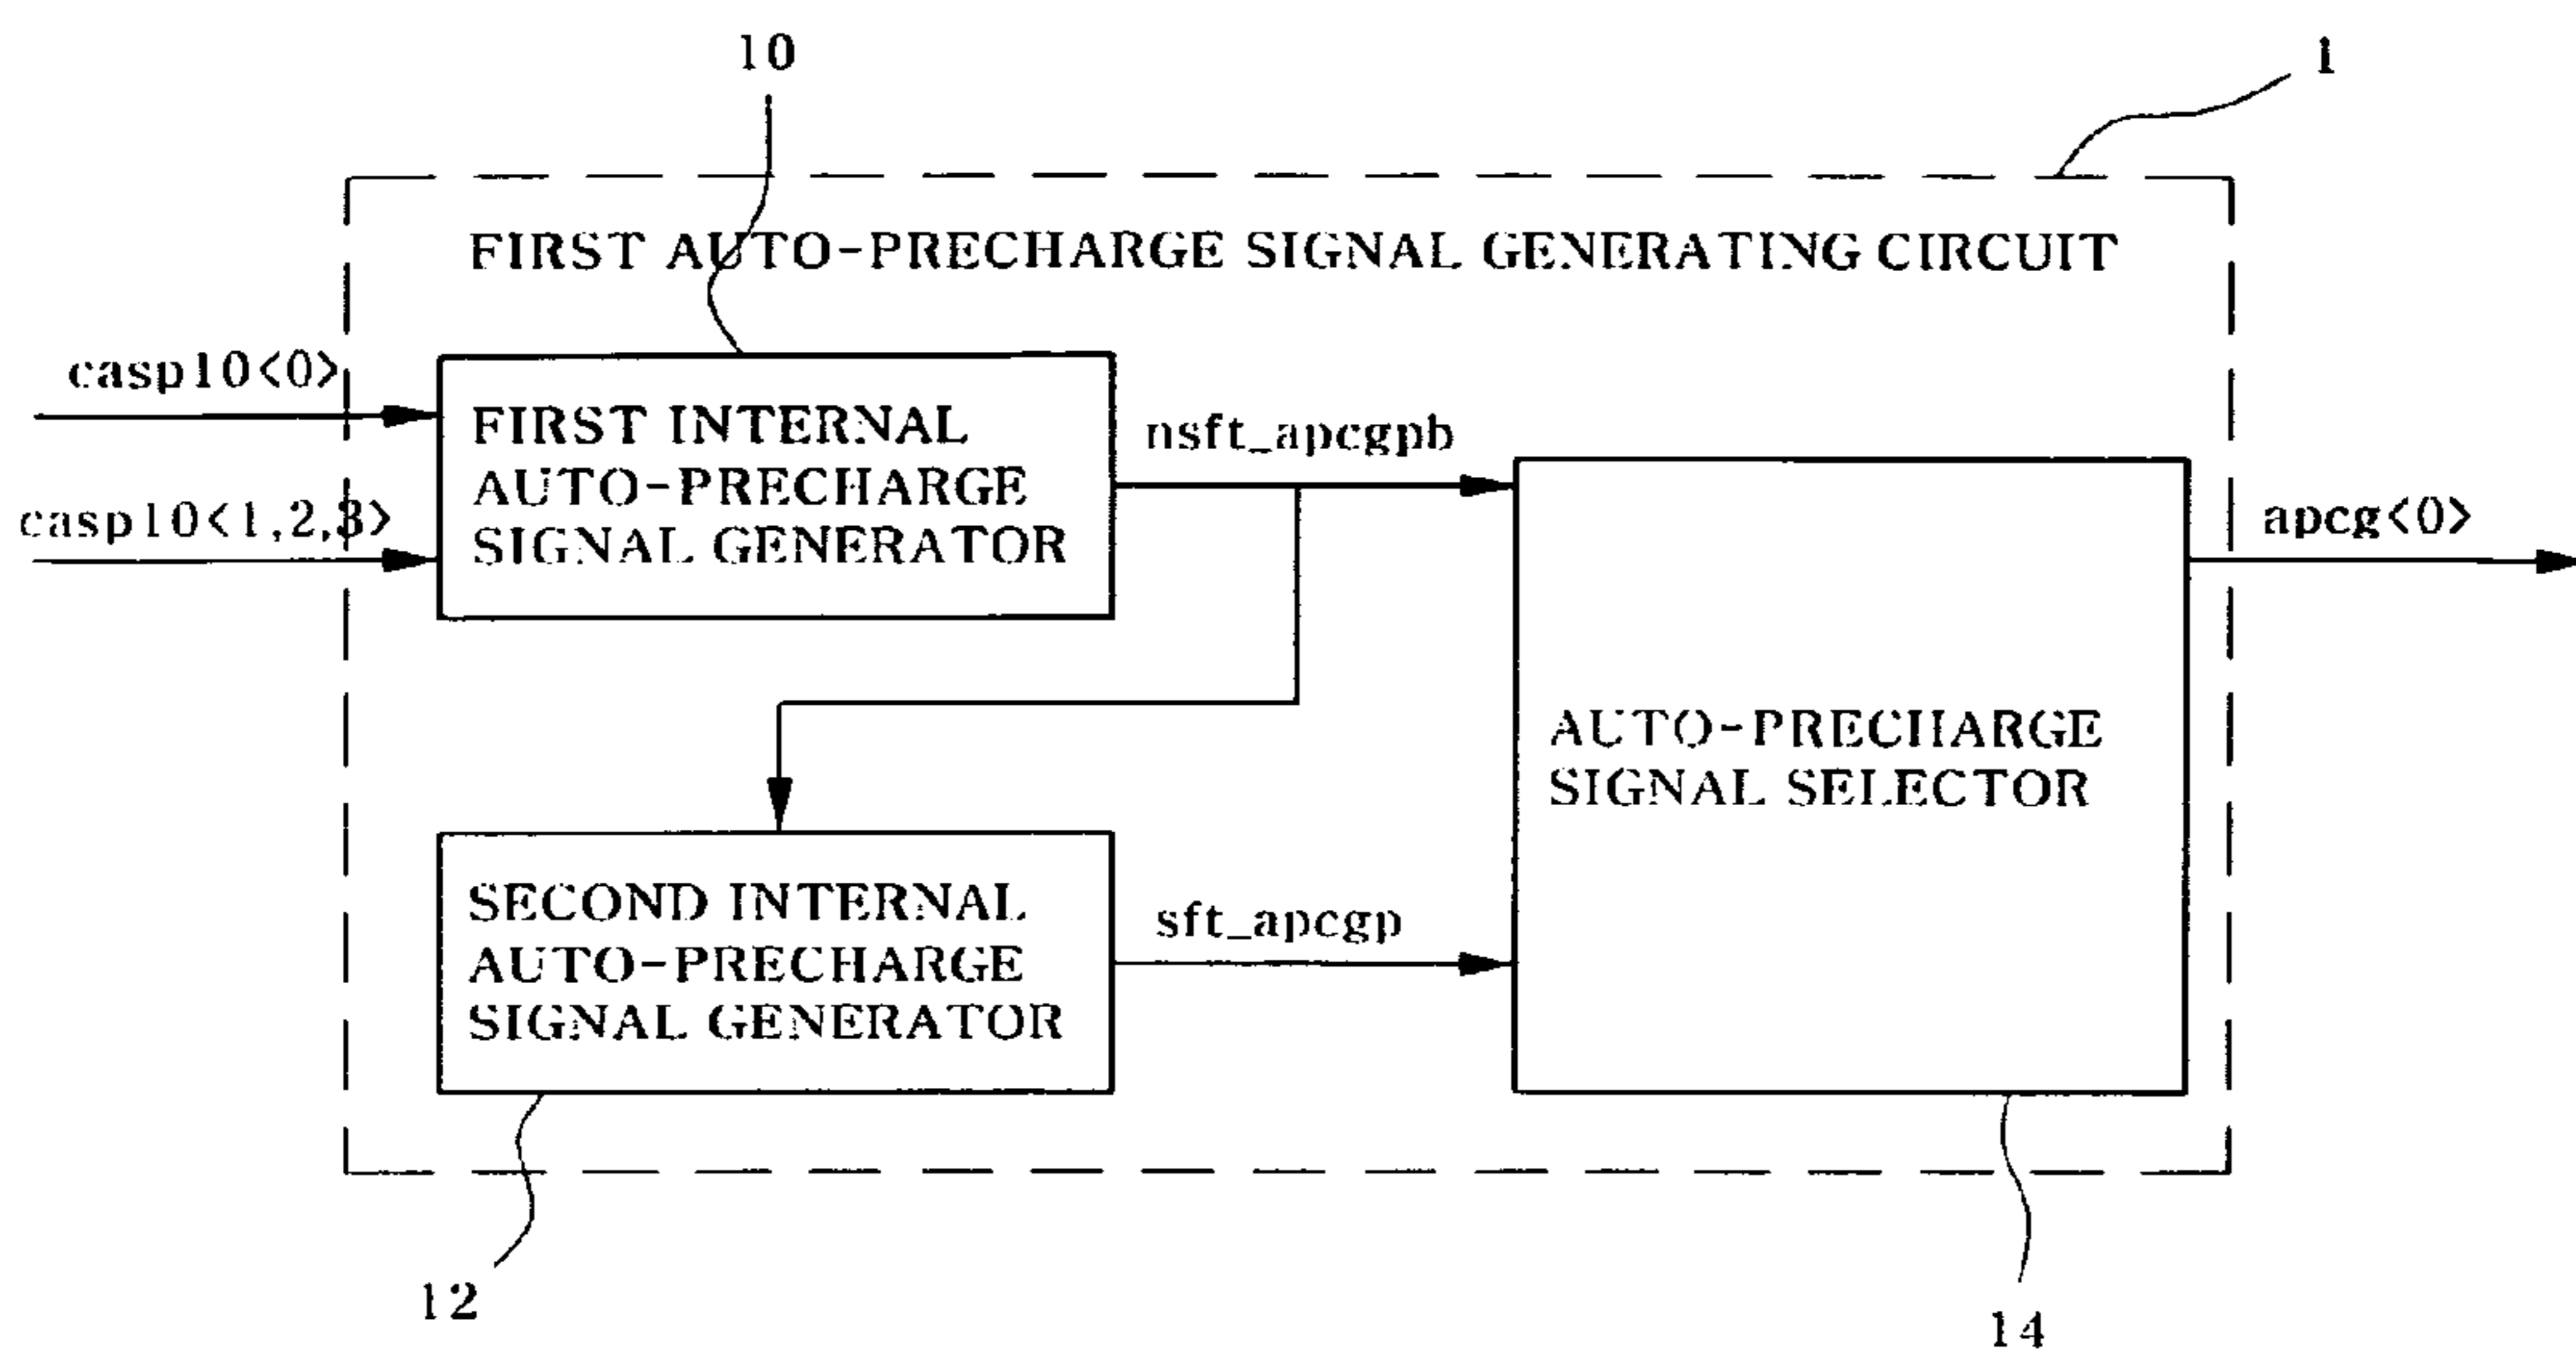 10
1
FIRST AUTO-PRECHARGE SIGNAL GENERATING CIRCUIT
casp10<0>
casp10<1,2,3>
FIRST INTERNAL
AUTO-PRECHARGE
SIGNAL GENERATOR
nsft_apcgpb
apcg<0>
AUTO-PRECHARGE
SIGNAL SELECTOR
SECOND INTERNAL
AUTO-PRECHARGE
SIGNAL GENERATOR
sft_apcgp
12
14